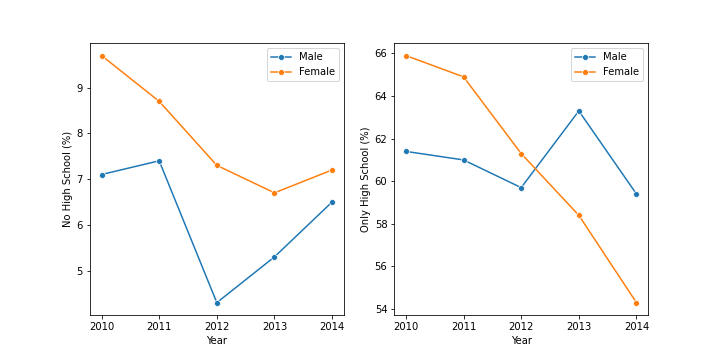 Male
Female
No High School (%)
9
8
7
6
5
2010 2011 2012 2013 2014
Year
Male
Female
Only High School (%)
66
64
62
60
58
56
54
2010 2011 2012 2013 2014
Year